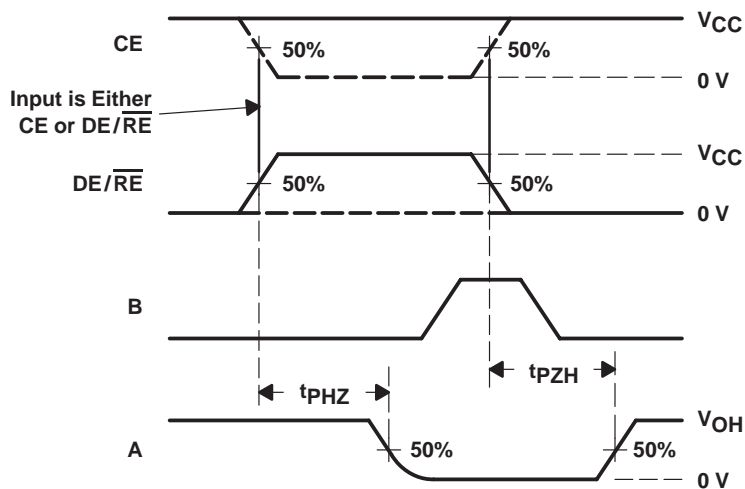 CE
50%
50%
VCC
0 V
Input is Either
CE or DE/RE
DE/RE
50%
50%
VCC
0 V
B
tPHZ
tPZH
A
50%
50%
VOH
0 V